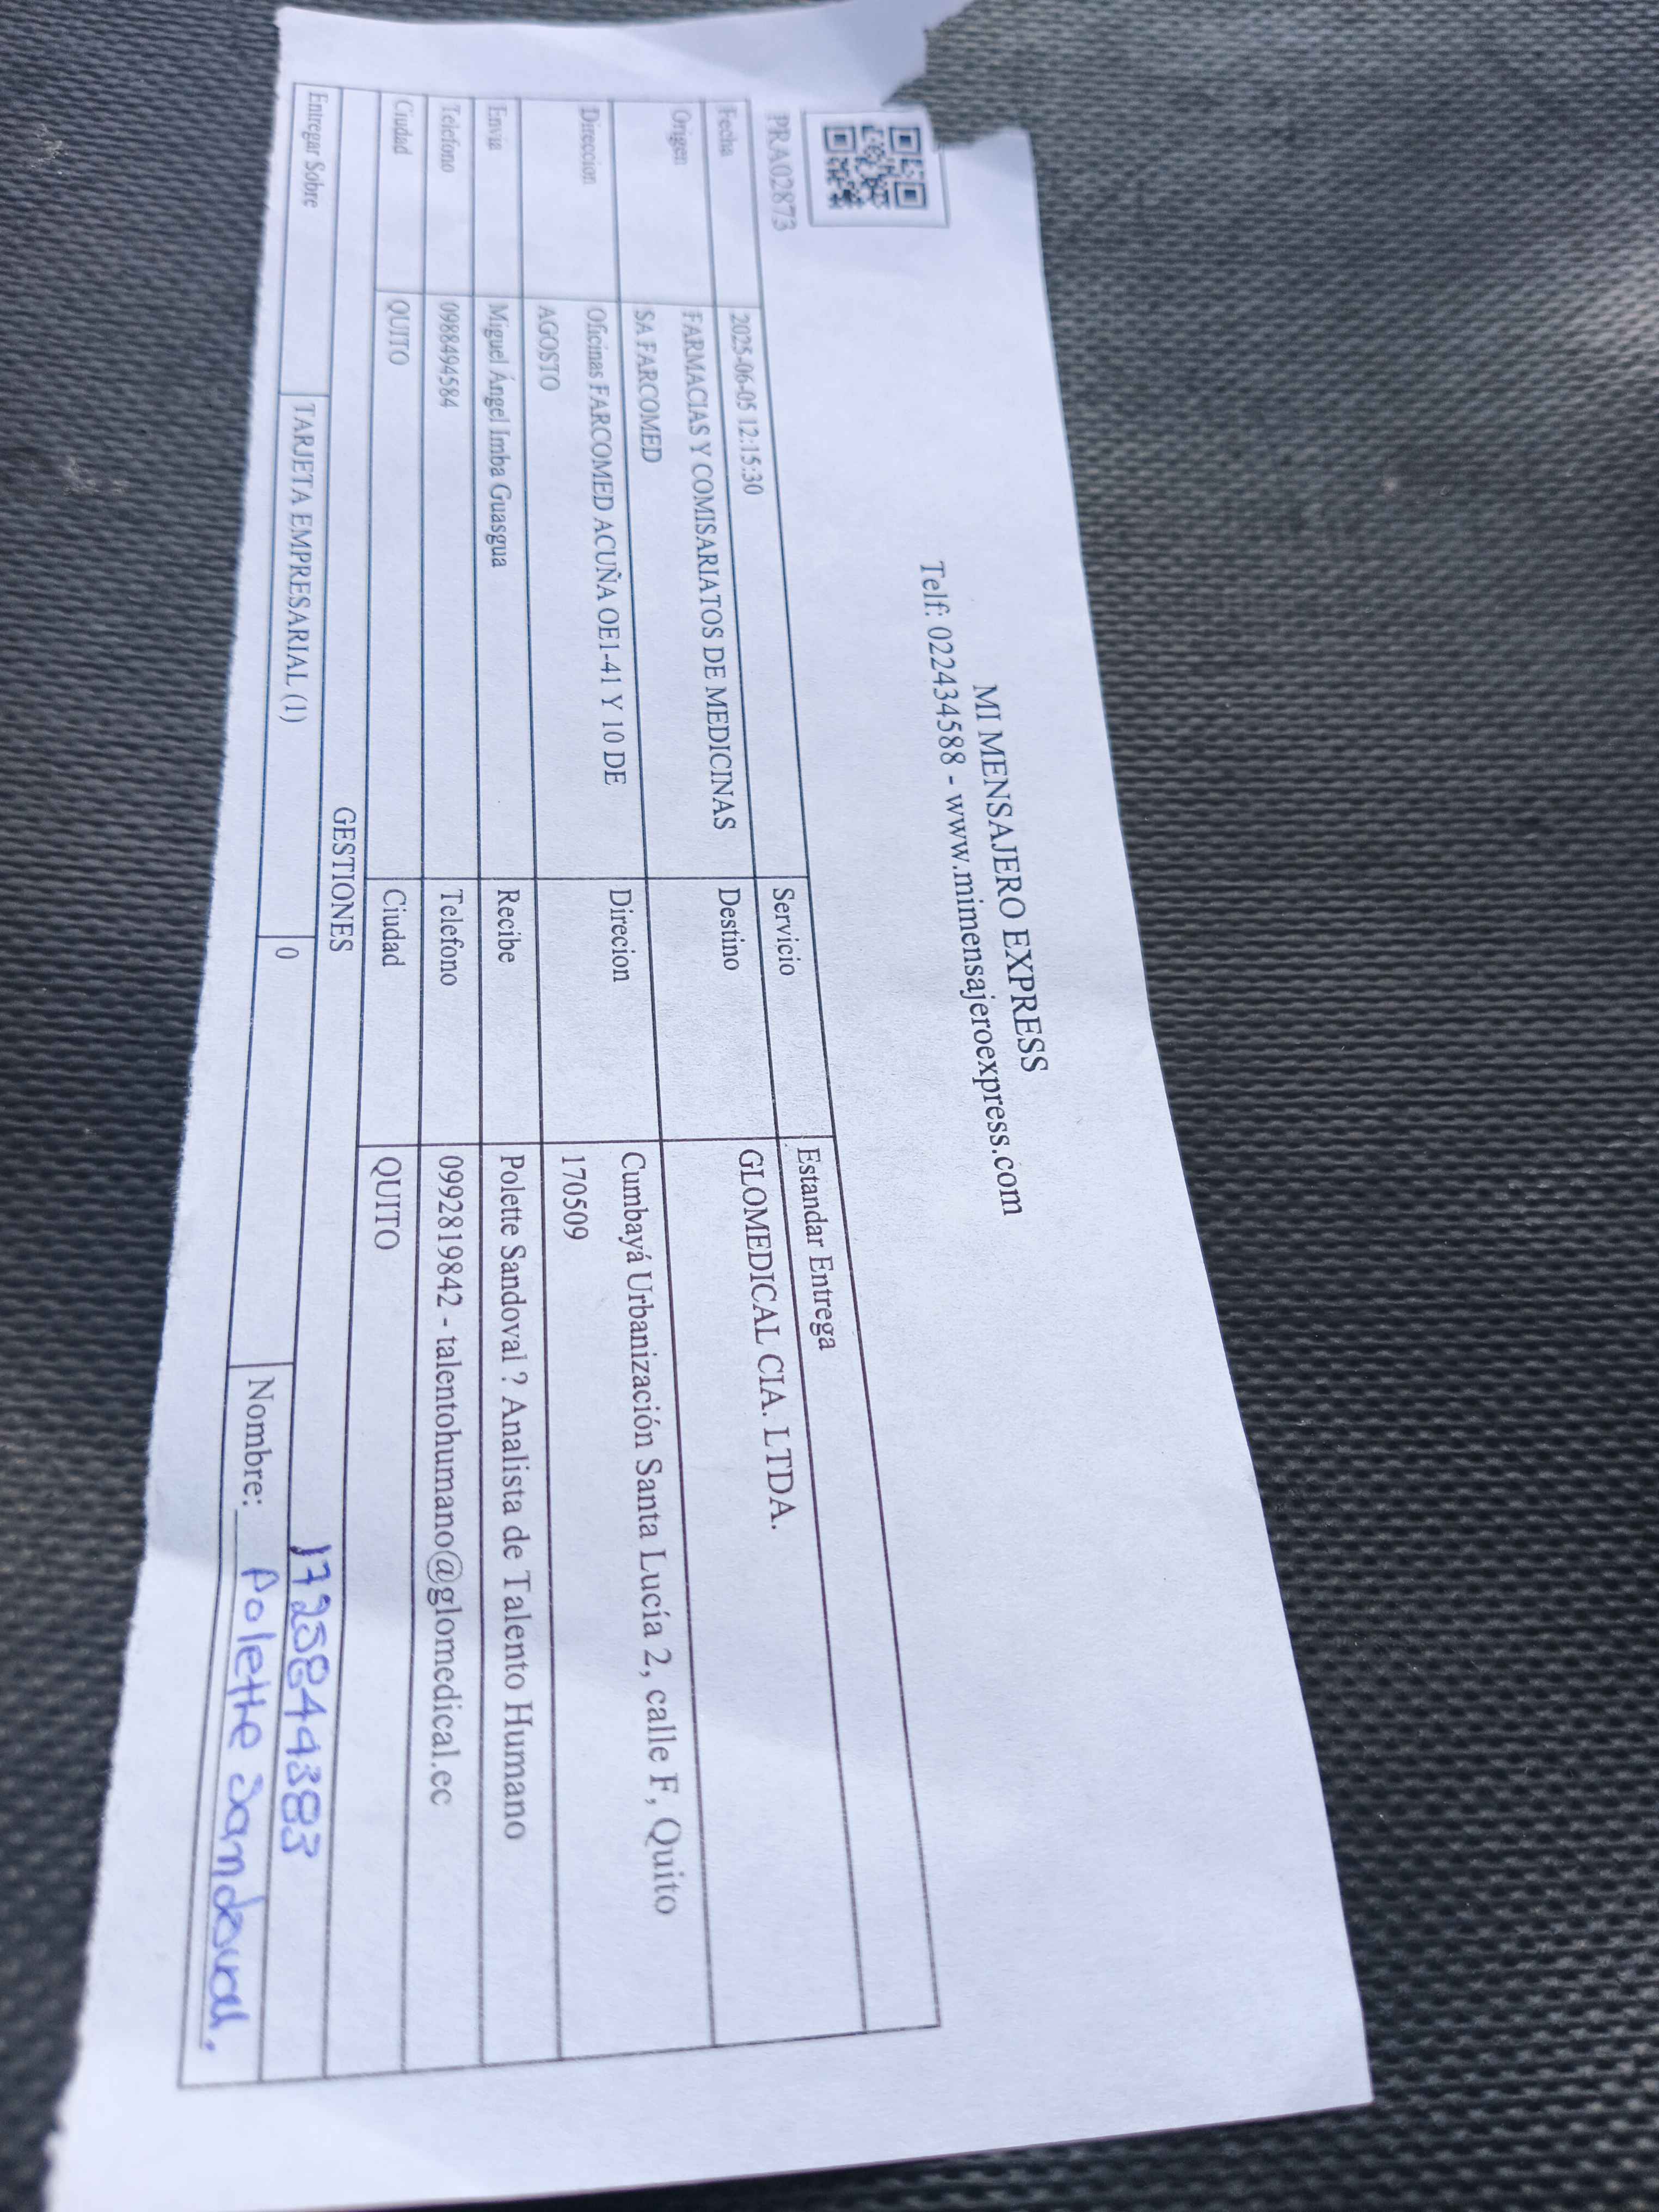 MI MENSAJERO EXPRESS
Telf: 022434588 - www.mimensajeroexpress.com
PRA02873
Fecha 2025-06-05 12:15:30 Servicio Estandar Entrega
Origen FARMACIAS Y COMISARIATOS DE MEDICINAS Destino GLOMEDICAL CIA. LTDA.
SA FARCOMED
Direccion Oficinas FARCOMED ACUÑA OE1-41 Y 10 DE Direcion Cumbayá Urbanización Santa Lucía 2, calle F, Quito
AGOSTO 170509
Envia Miguel Ángel Imba Guasgua Recibe Polette Sandoval ? Analista de Talento Humano
Telefono 0988494584 Telefono 0992819842 - talentohumano@glomedical.ec
Ciudad QUITO Ciudad QUITO
GESTIONES
1725844383
Entregar Sobre TARJETA EMPRESARIAL (1) 0 Nombre: Polette Sandoval.